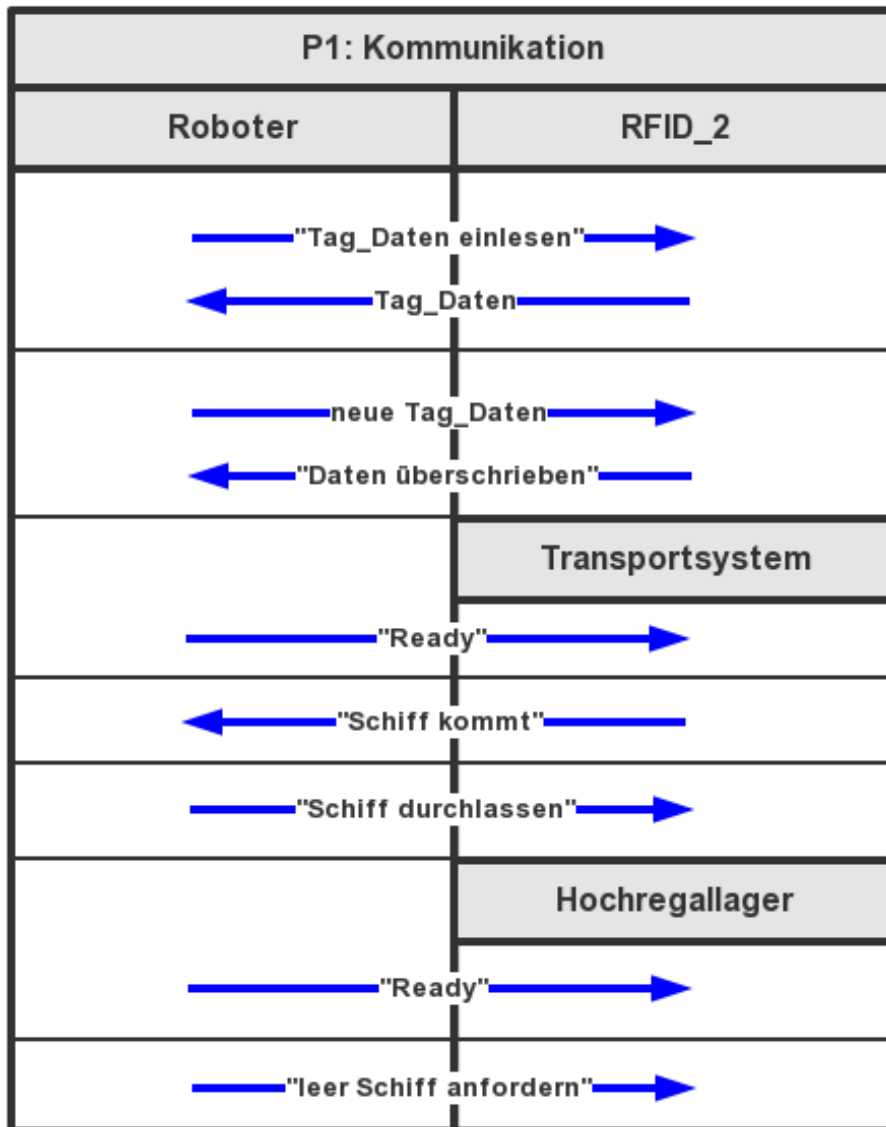 P1: Kommunikation
Roboter RFID_2
"Tag_Daten einlesen"
Tag_Daten
neue Tag_Daten
"Daten überschrieben"
Transportsystem
"Ready"
"Schiff kommt"
"Schiff durchlassen"
Hochregallager
"Ready"
"leer Schiff anfordern"